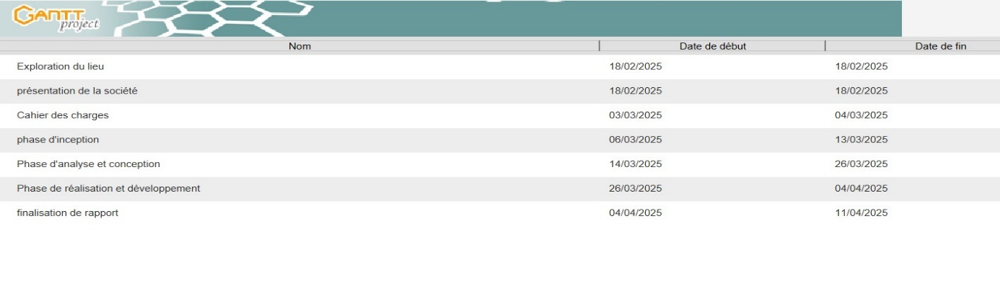 GANTT
project
Nom Date de début Date de fin
Exploration du lieu 18/02/2025 18/02/2025
présentation de la société 18/02/2025 18/02/2025
Cahier des charges 03/03/2025 04/03/2025
phase d'inception 06/03/2025 13/03/2025
Phase d'analyse et conception 14/03/2025 26/03/2025
Phase de réalisation et développement 26/03/2025 04/04/2025
finalisation de rapport 04/04/2025 11/04/2025